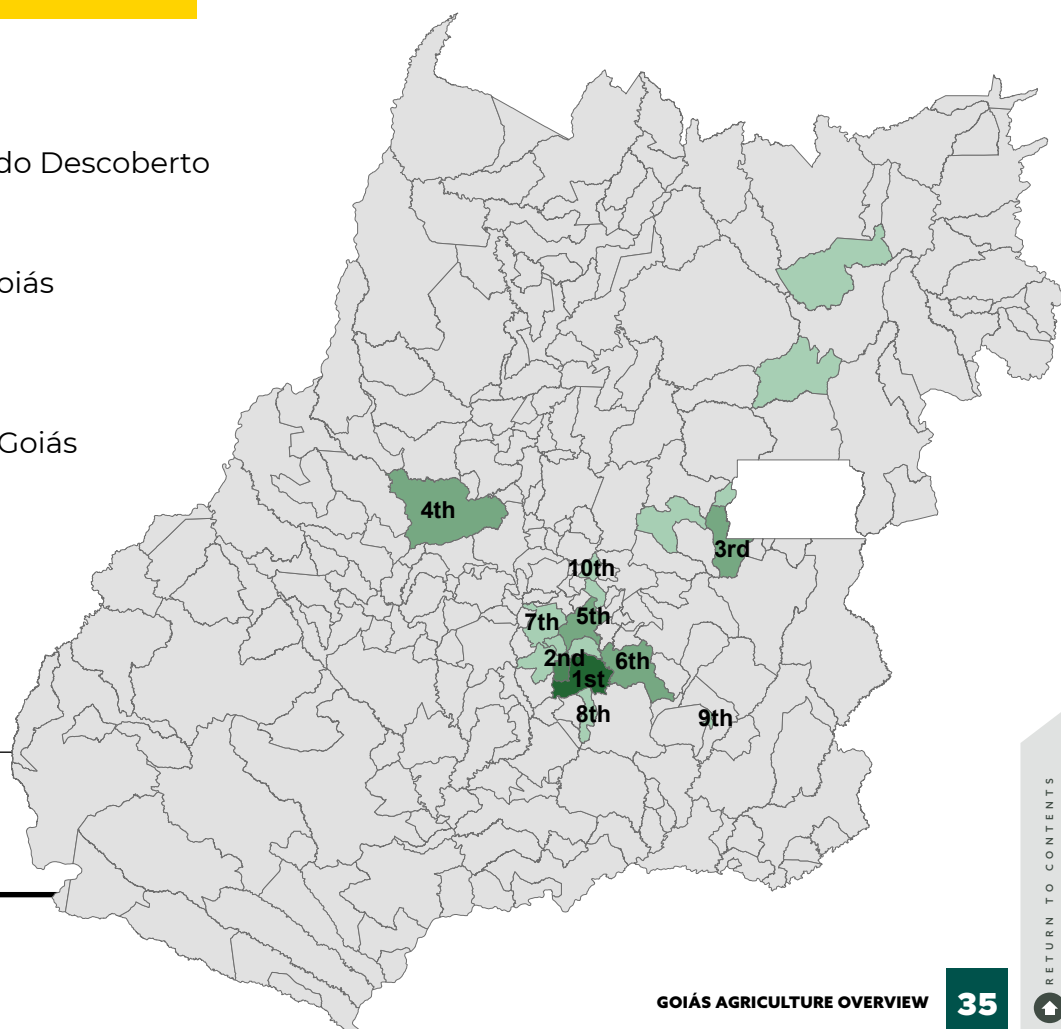 do Descoberto
oiás
Goiás
4th
3rd
10th
5th
7th
2nd
6th
1st
8th
9th
RETURN TO CONTENTS
GOIÁS AGRICULTURE OVERVIEW 35